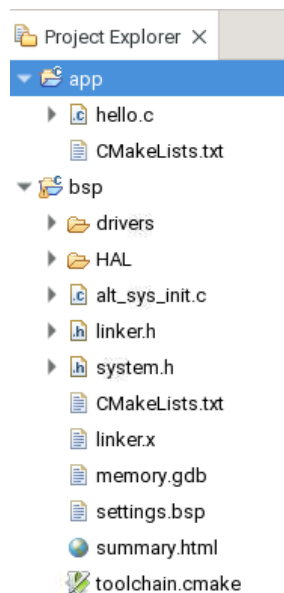 Project Explorer
app
hello.c
CMakeLists.txt
bsp
drivers
HAL
alt_sys_init.c
linker.h
system.h
CMakeLists.txt
linker.x
memory.gdb
settings.bsp
summary.html
toolchain.cmake